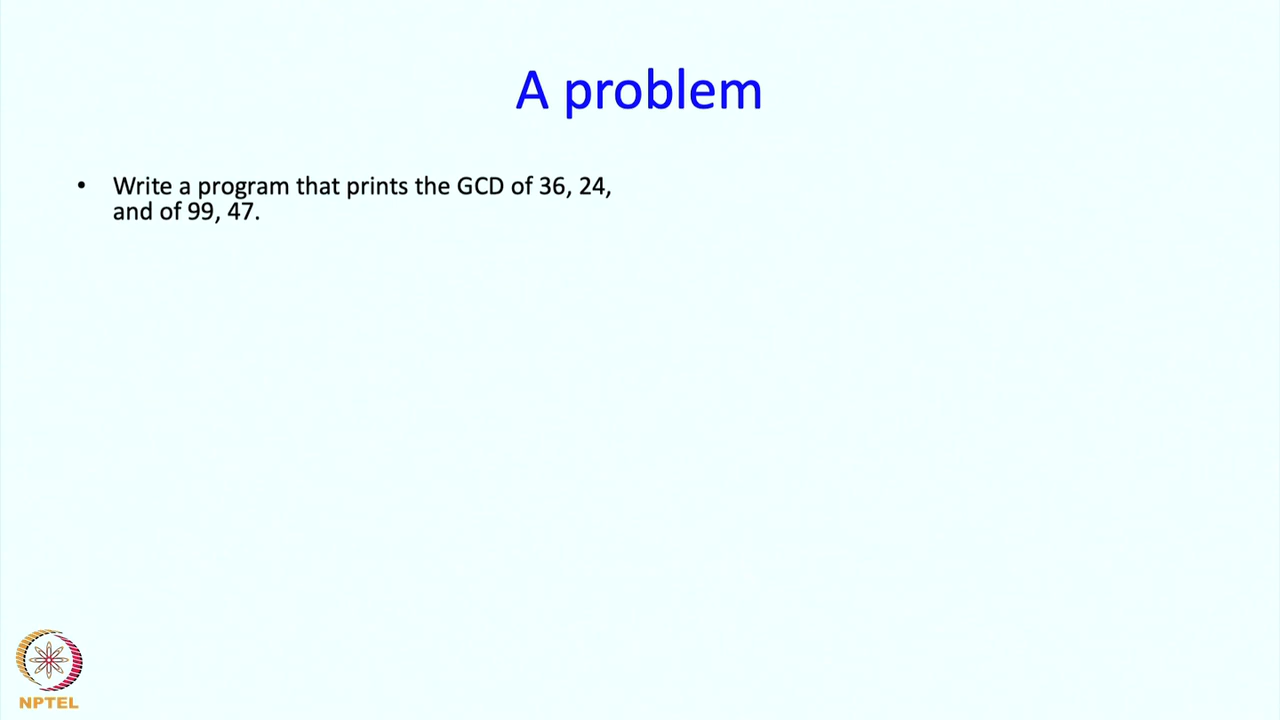 A problem
• Write a program that prints the GCD of 36, 24,
and of 99, 47.
NPTEL